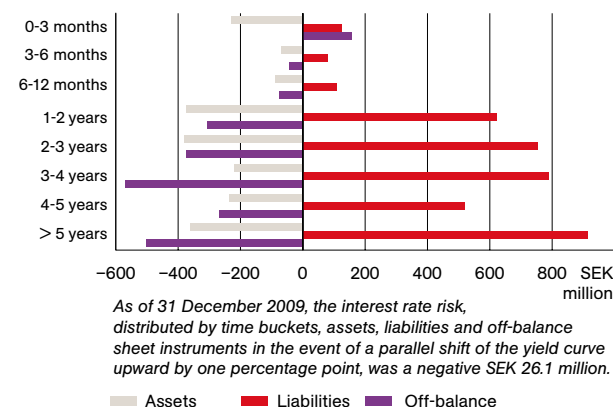 0-3 months
3-6 months
6-12 months
1-2 years
2-3 years
3-4 years
4-5 years
> 5 years
−600 −400 −200 0 200 400 600 800 SEK
million
As of 31 December 2009, the interest rate risk,
distributed by time buckets, assets, liabilities and off-balance
sheet instruments in the event of a parallel shift of the yield curve
upward by one percentage point, was a negative SEK 26.1 million.
Assets Liabilities Off-balance